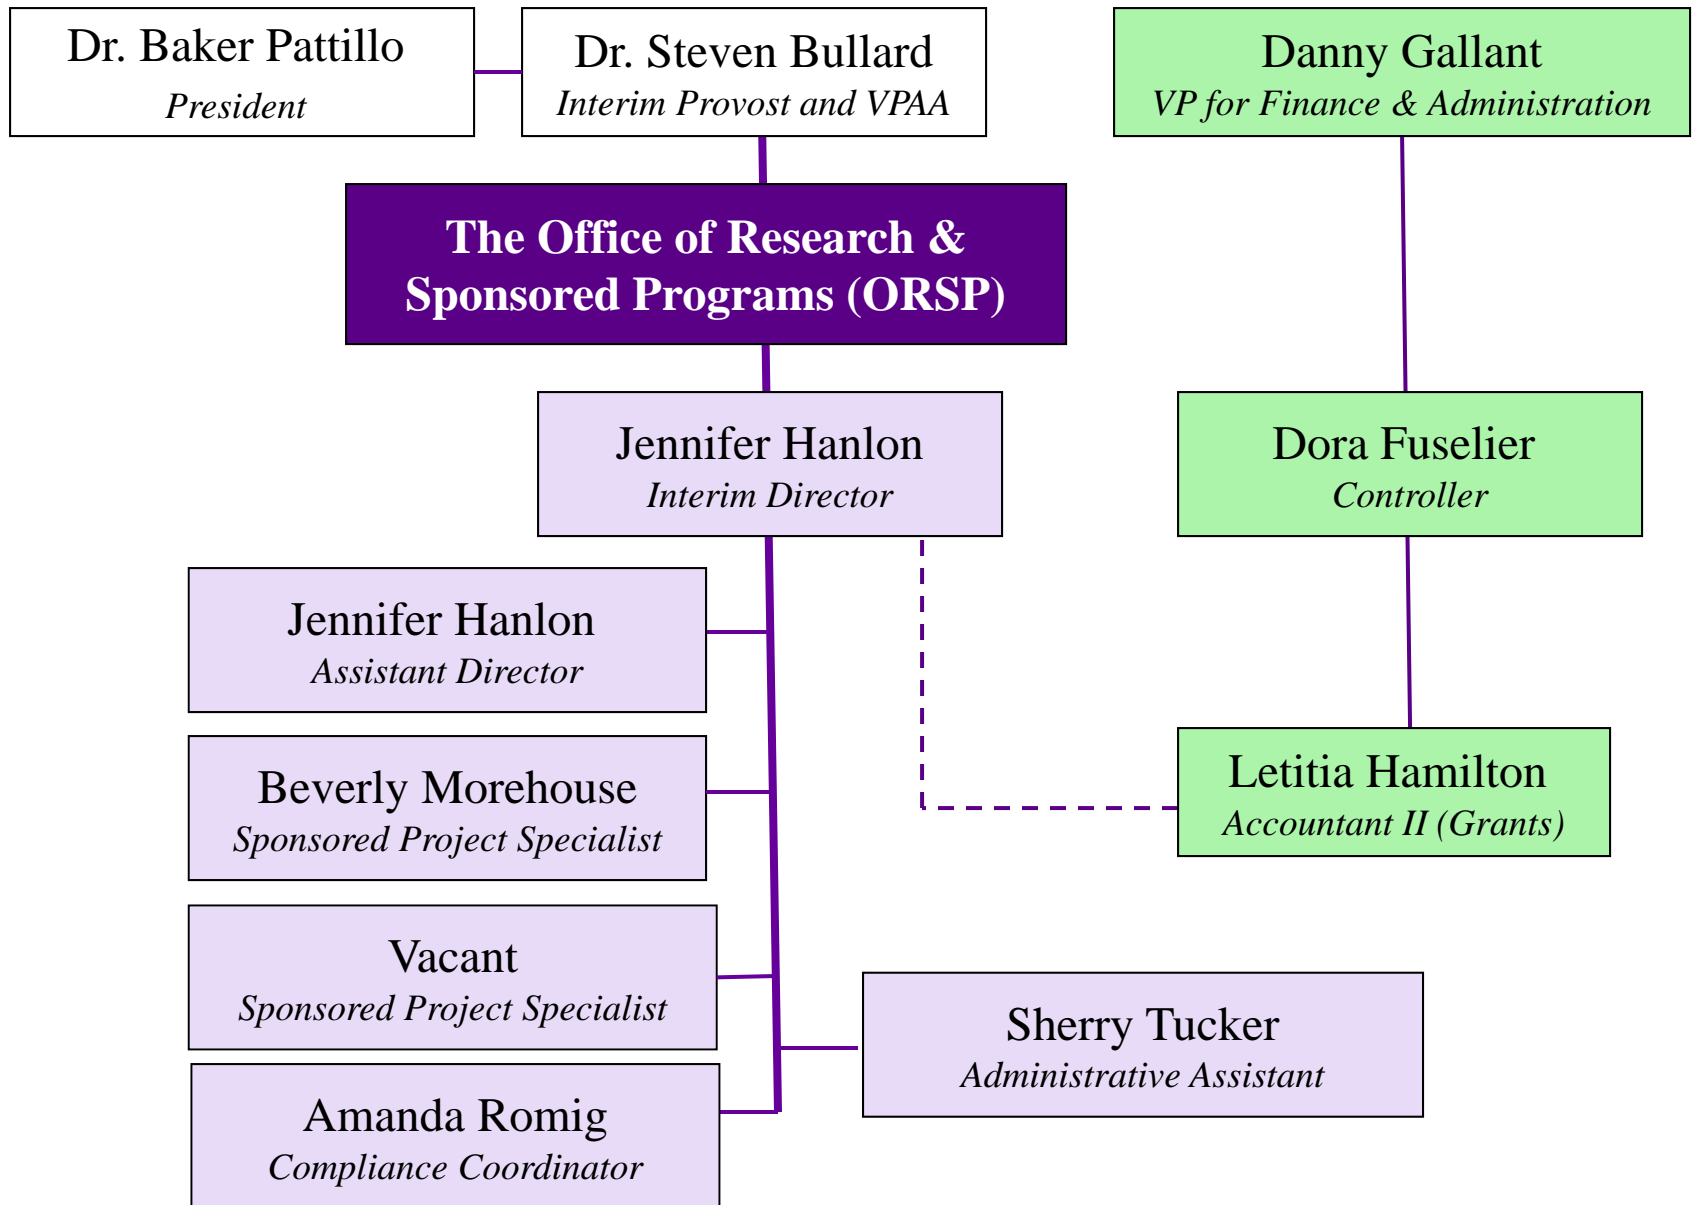 Dr. Baker Pattillo
President
Dr. Steven Bullard
Interim Provost and VPAA
Danny Gallant
VP for Finance & Administration
The Office of Research &
Sponsored Programs (ORSP)
Jennifer Hanlon
Interim Director
Dora Fuselier
Controller
Jennifer Hanlon
Assistant Director
Beverly Morehouse
Sponsored Project Specialist
Letitia Hamilton
Accountant II (Grants)
Vacant
Sponsored Project Specialist
Sherry Tucker
Administrative Assistant
Amanda Romig
Compliance Coordinator